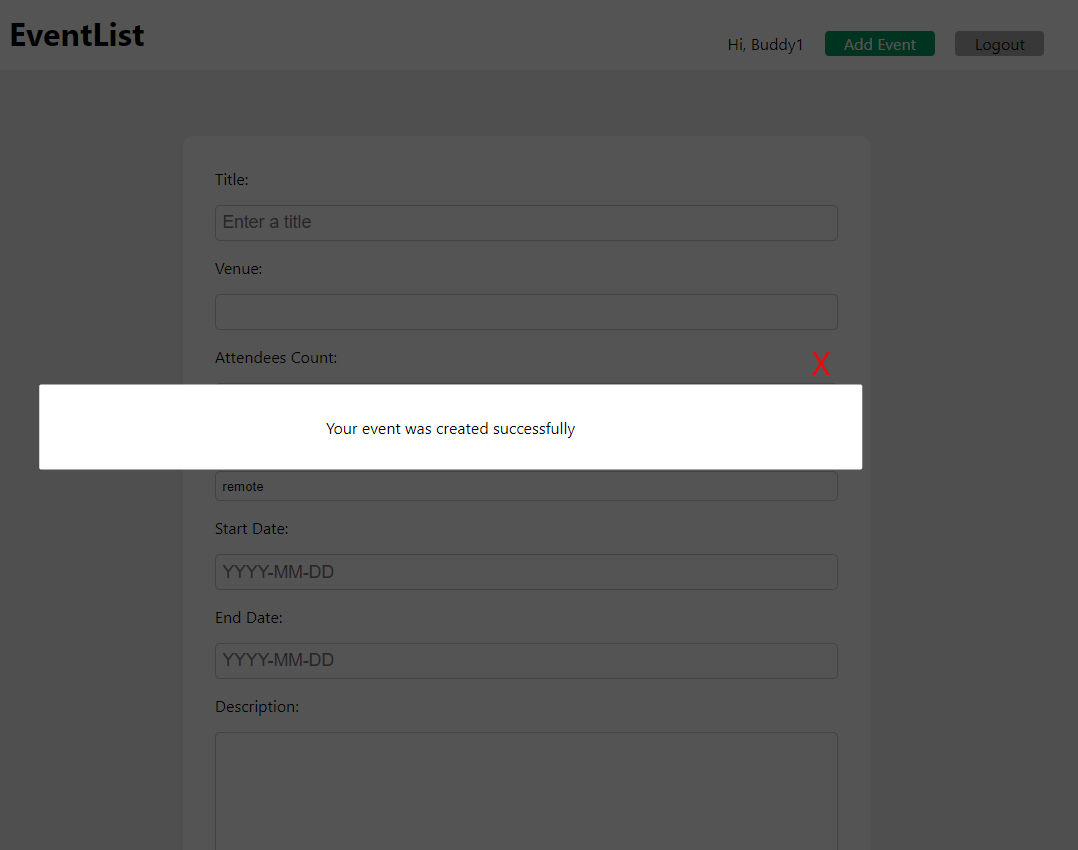 EventList
Hi, Buddy1
Add Event
Logout
Title:
Enter a title
Venue:
Attendees Count:
X
Your event was created successfully
remote
Start Date:
YYYY-MM-DD
End Date:
YYYY-MM-DD
Description: